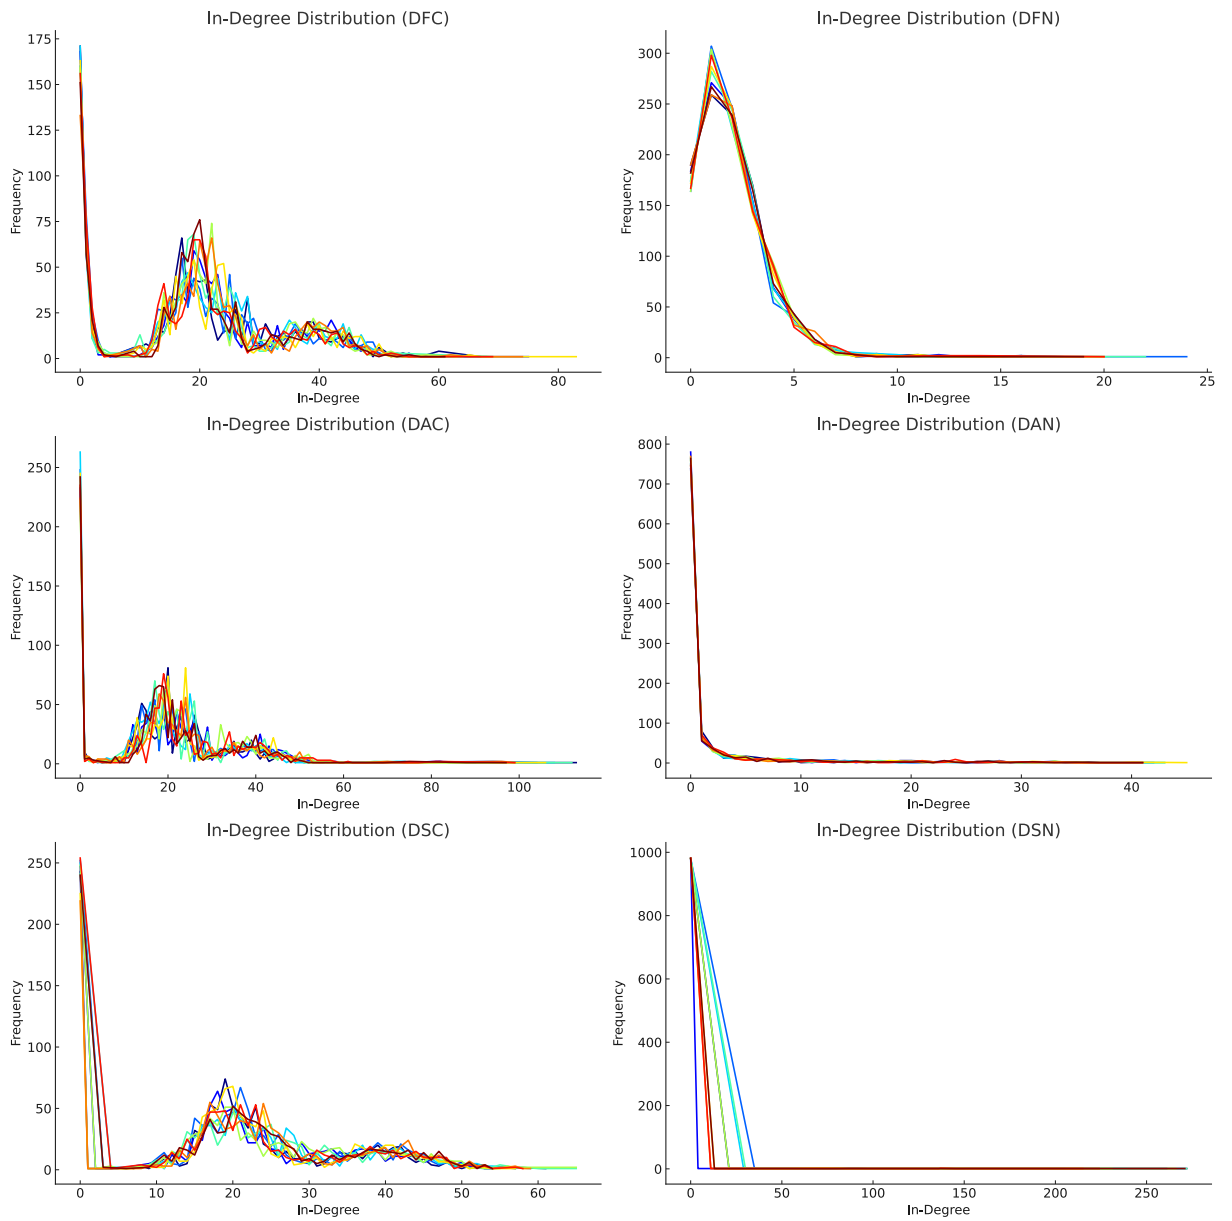 In-Degree Distribution (DFC)
175
150
125
100
75
50
25
0
Frequency
0 20 40 60 80
In-Degree
In-Degree Distribution (DFN)
300
250
200
150
100
50
0
Frequency
0 5 10 15 20 25
In-Degree
In-Degree Distribution (DAC)
250
200
150
100
50
0
Frequency
0 20 40 60 80 100
In-Degree
In-Degree Distribution (DAN)
800
700
600
500
400
300
200
100
0
Frequency
0 10 20 30 40
In-Degree
In-Degree Distribution (DSC)
250
200
150
100
50
0
Frequency
0 10 20 30 40 50 60
In-Degree
In-Degree Distribution (DSN)
1000
800
600
400
200
0
Frequency
0 50 100 150 200 250
In-Degree